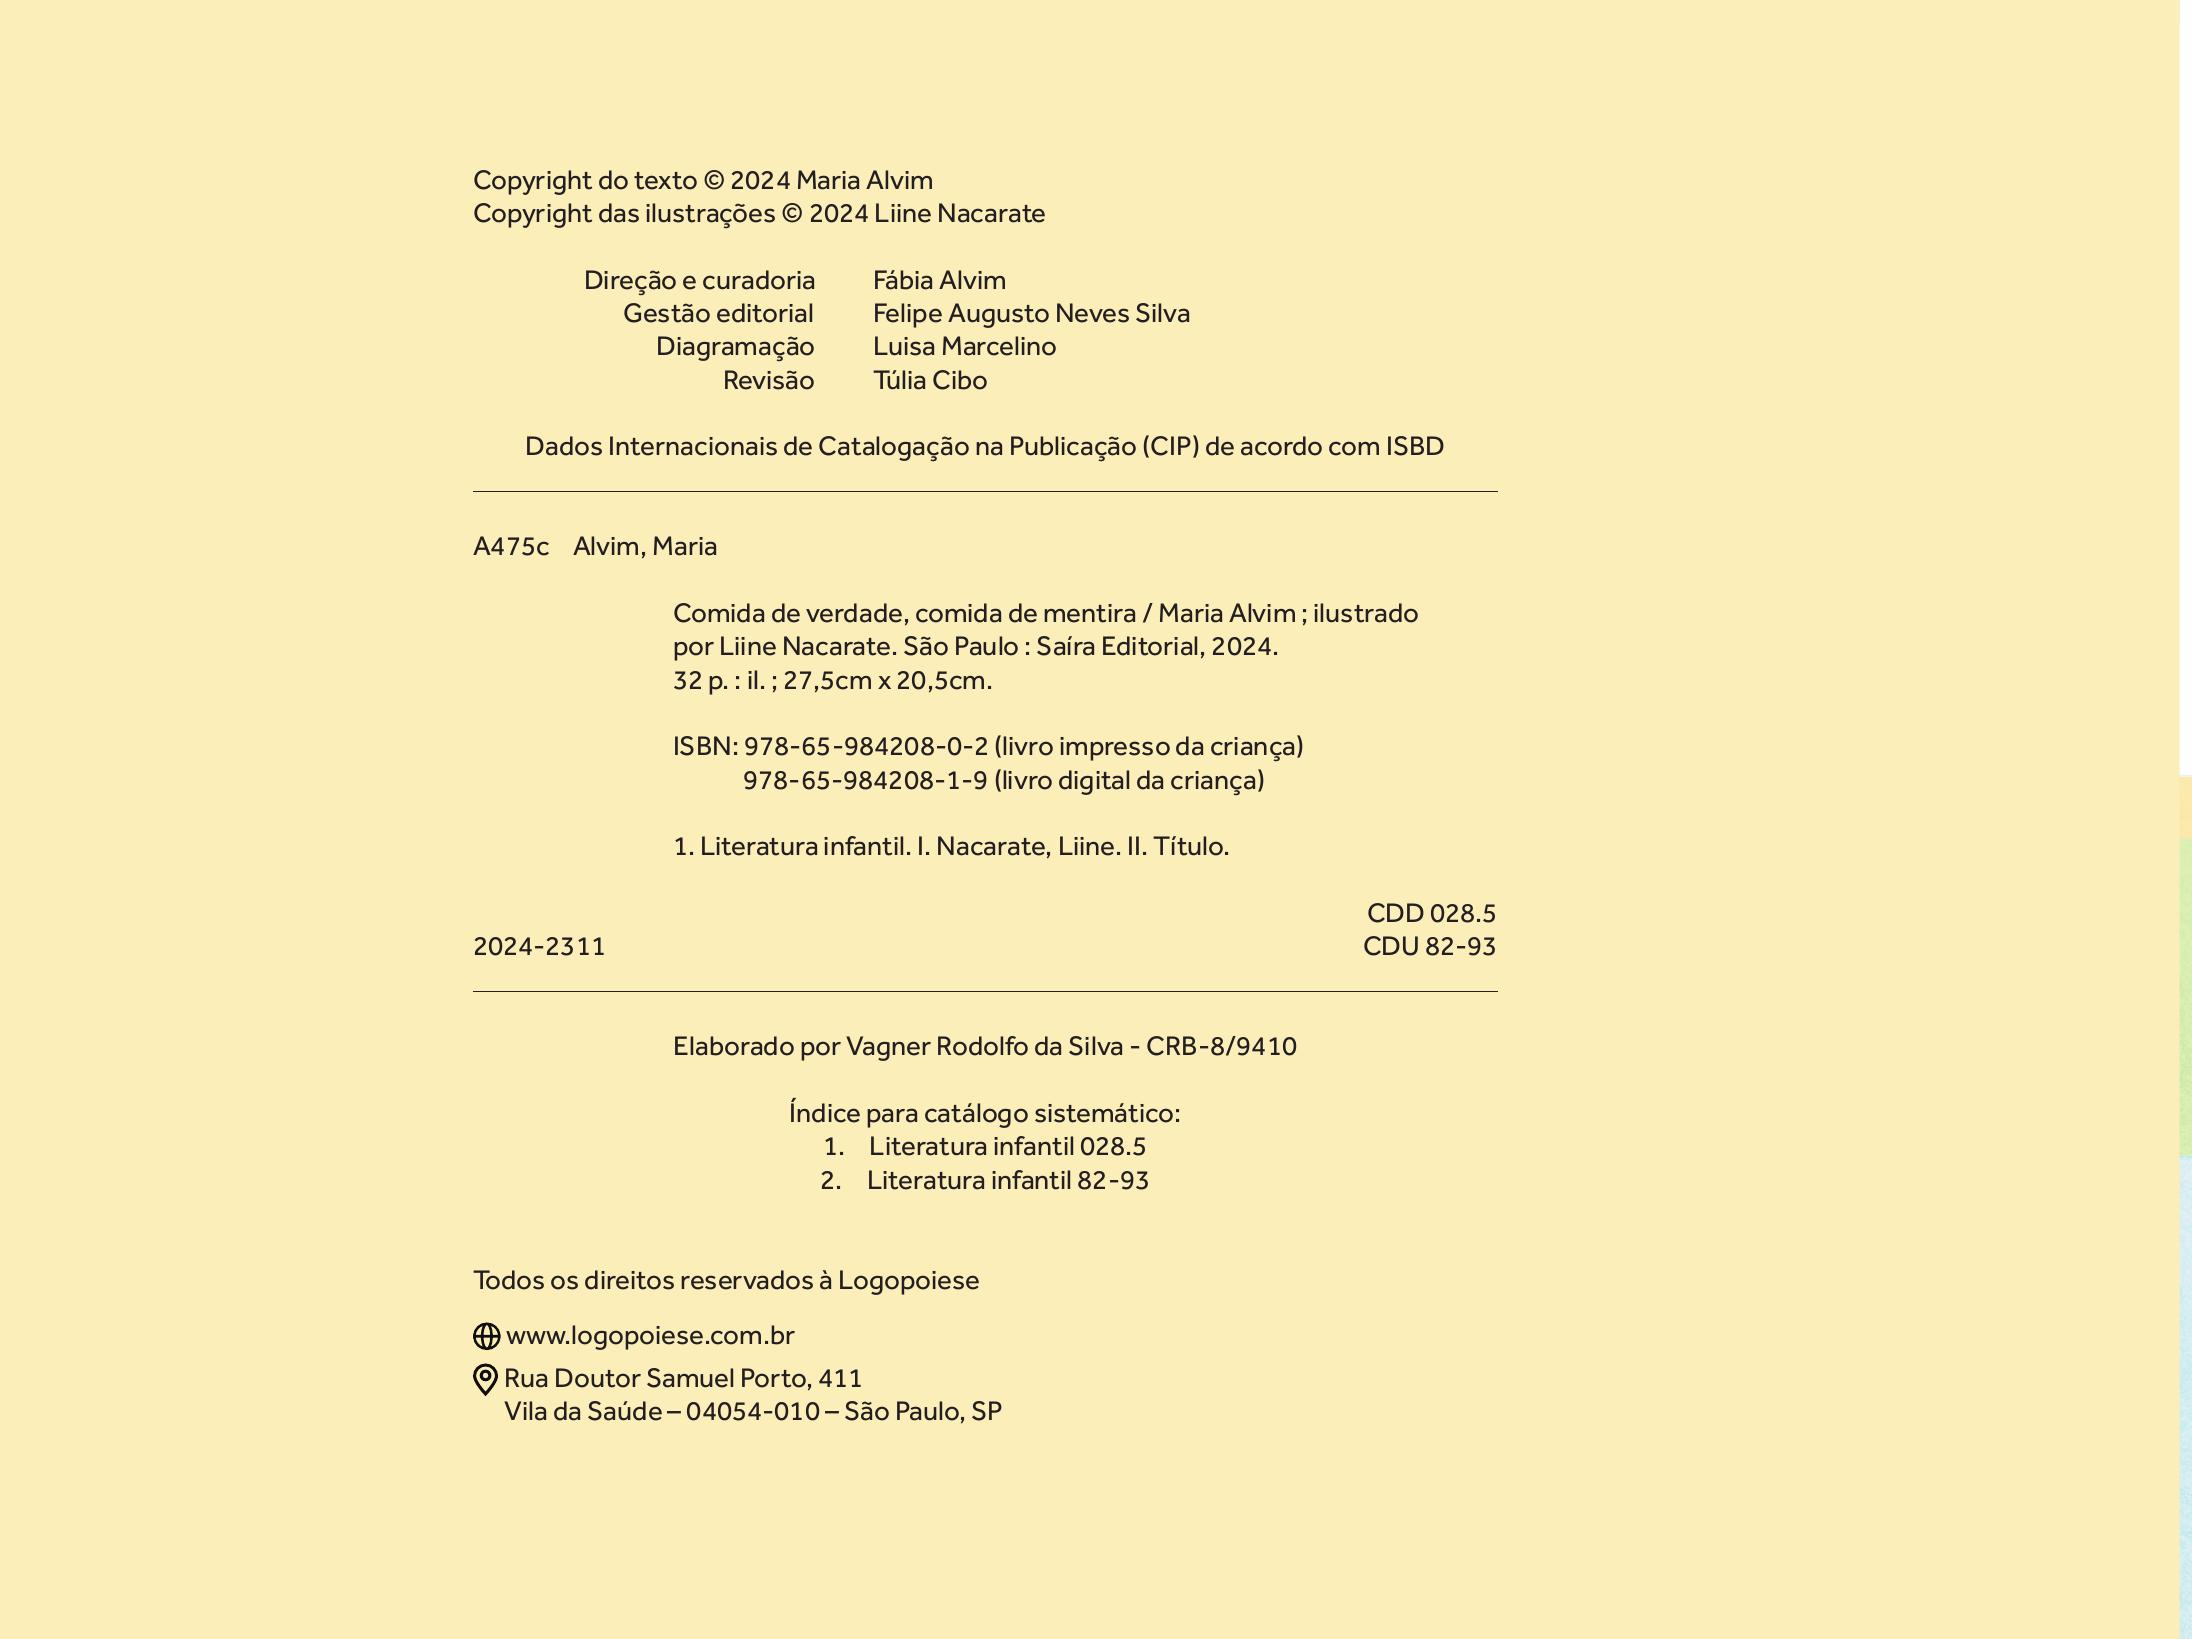 Copyright do texto © 2024 Maria Alvim
Copyright das ilustrações © 2024 Liine Nacarate
Direção e curadoria Fábia Alvim
Gestão editorial Felipe Augusto Neves Silva
Diagramação Luisa Marcelino
Revisão Túlia Cibo
Dados Internacionais de Catalogação na Publicação (CIP) de acordo com ISBD
A475c Alvim, Maria
Comida de verdade, comida de mentira / Maria Alvim ; ilustrado
por Liine Nacarate. São Paulo : Saíra Editorial, 2024.
32 p. : il. ; 27,5cm x 20,5cm.
ISBN: 978-65-984208-0-2 (livro impresso da criança)
978-65-984208-1-9 (livro digital da criança)
1. Literatura infantil. I. Nacarate, Liine. II. Título.
CDD 028.5
2024-2311 CDU 82-93
Elaborado por Vagner Rodolfo da Silva - CRB-8/9410
Índice para catálogo sistemático:
1. Literatura infantil 028.5
2. Literatura infantil 82-93
Todos os direitos reservados à Logopoiese
www.logopoiese.com.br
Rua Doutor Samuel Porto, 411
Vila da Saúde – 04054-010 – São Paulo, SP